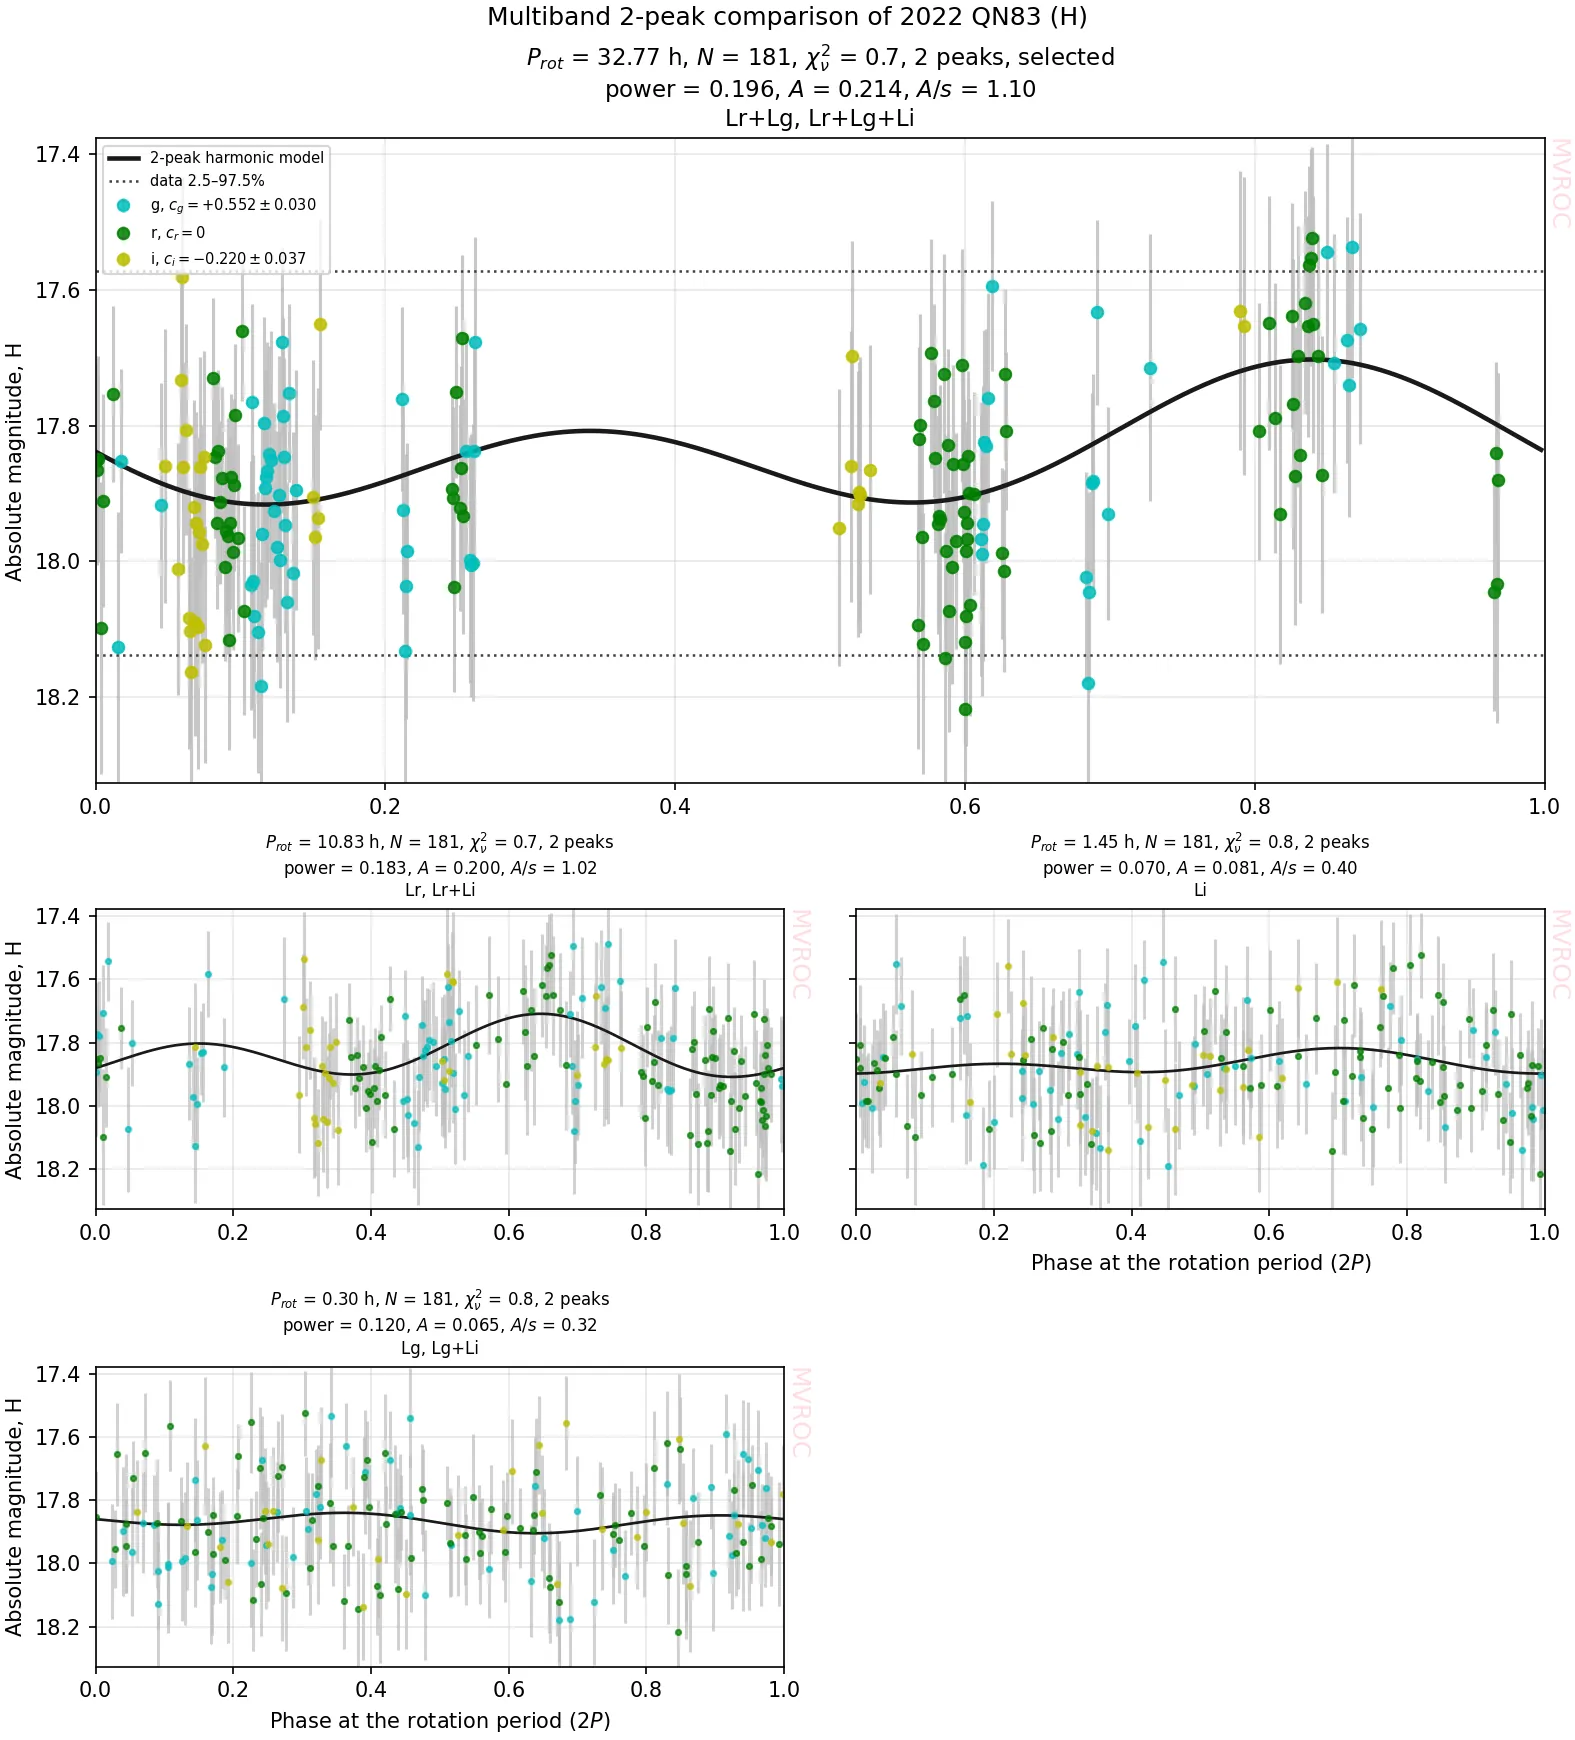 Multiband 2-peak comparison of 2022 QN83 (H)
P_rot = 32.77 h, N = 181, χ²_ν = 0.7, 2 peaks, selected
power = 0.196, A = 0.214, A/s = 1.10
Lr+Lg, Lr+Lg+Li
2-peak harmonic model
data 2.5–97.5%
g, c_g = +0.552 ± 0.030
r, c_r = 0
i, c_i = −0.220 ± 0.037
MVROC
Absolute magnitude, H
17.4
17.6
17.8
18.0
18.2
0.0 0.2 0.4 0.6 0.8 1.0
P_rot = 10.83 h, N = 181, χ²_ν = 0.7, 2 peaks
power = 0.183, A = 0.200, A/s = 1.02
Lr, Lr+Li
MVROC
Absolute magnitude, H
17.4
17.6
17.8
18.0
18.2
0.0 0.2 0.4 0.6 0.8 1.0
P_rot = 1.45 h, N = 181, χ²_ν = 0.8, 2 peaks
power = 0.070, A = 0.081, A/s = 0.40
Li
MVROC
0.0 0.2 0.4 0.6 0.8 1.0
Phase at the rotation period (2P)
P_rot = 0.30 h, N = 181, χ²_ν = 0.8, 2 peaks
power = 0.120, A = 0.065, A/s = 0.32
Lg, Lg+Li
MVROC
Absolute magnitude, H
17.4
17.6
17.8
18.0
18.2
0.0 0.2 0.4 0.6 0.8 1.0
Phase at the rotation period (2P)